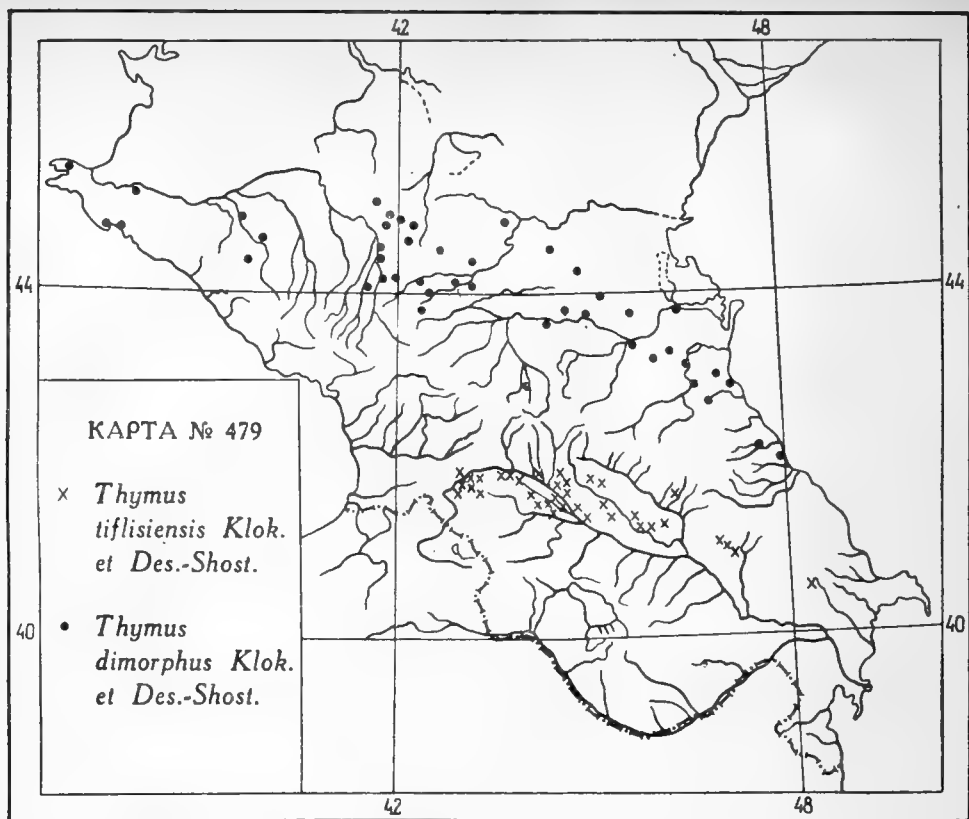 42 48
44 44
КАРТА № 479
x Thymus
tiflisiensis Klok.
et Des.-Shost.
40 40
• Thymus
dimorphus Klok.
et Des.-Shost.
42 48